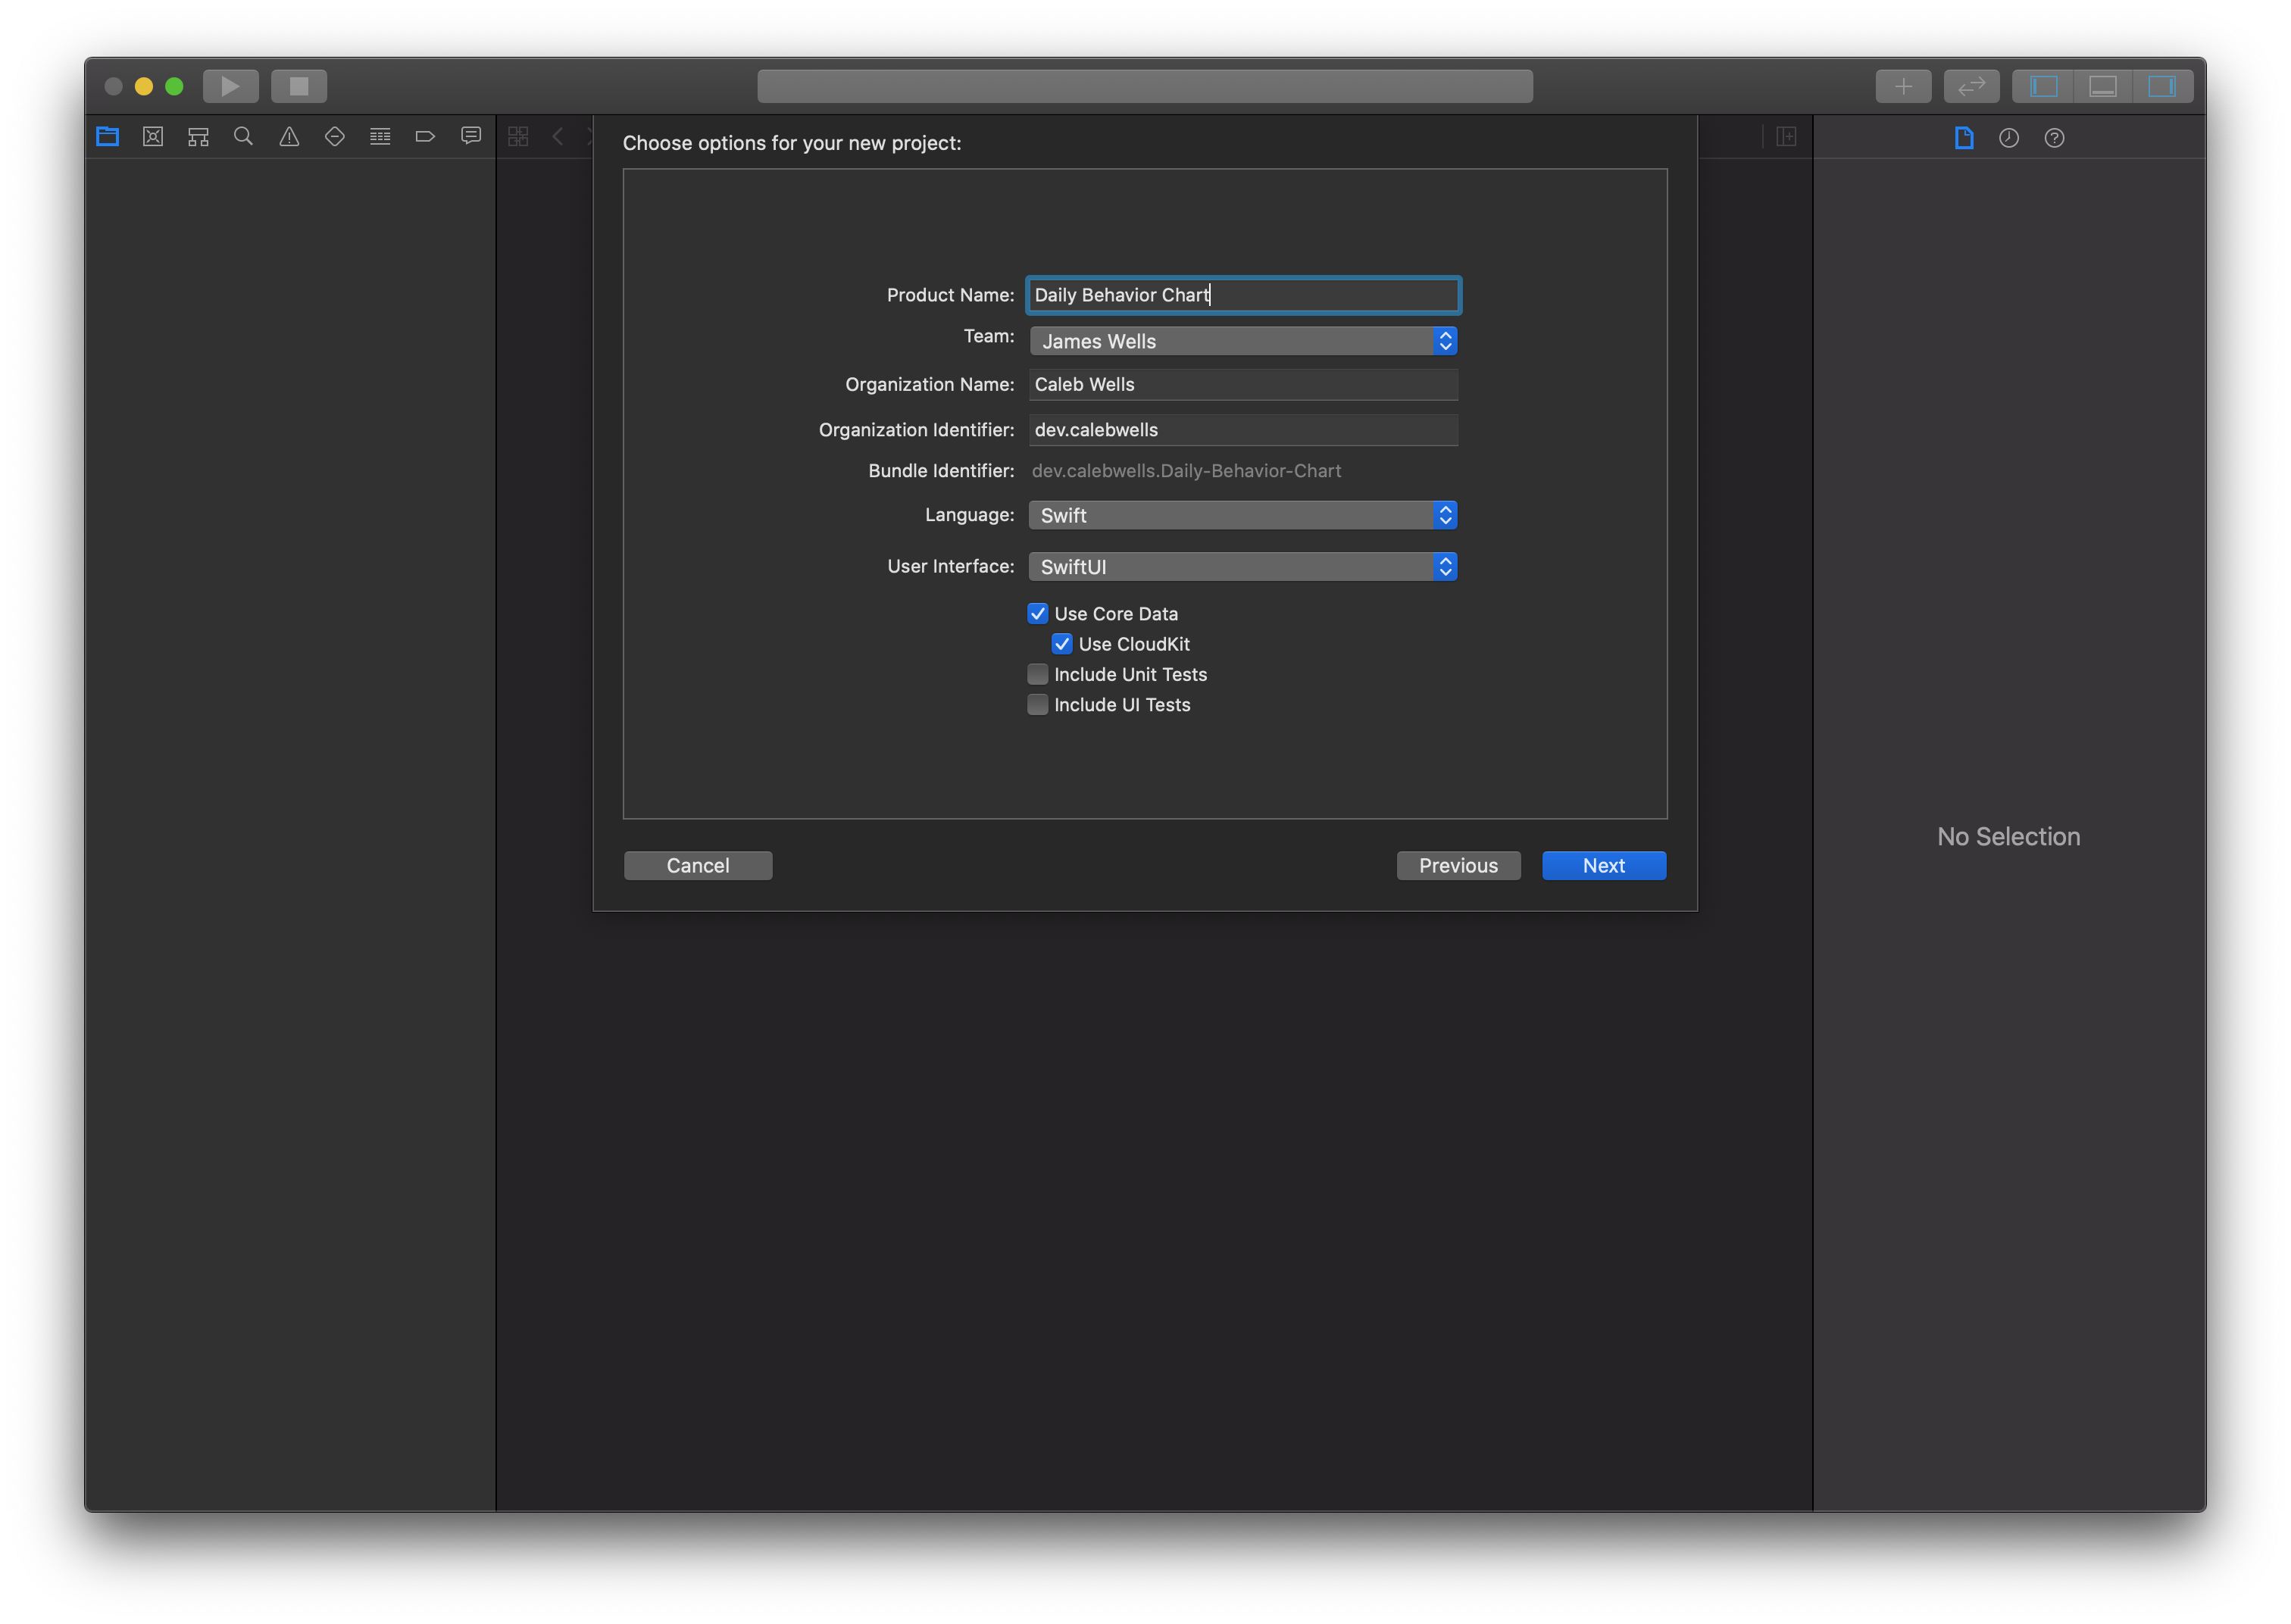 Choose options for your new project:
Product Name: Daily Behavior Chart
Team: James Wells
Organization Name: Caleb Wells
Organization Identifier: dev.calebwells
Bundle Identifier: dev.calebwells.Daily-Behavior-Chart
Language: Swift
User Interface: SwiftUI
Use Core Data
Use CloudKit
Include Unit Tests
Include UI Tests
No Selection
Cancel Previous Next